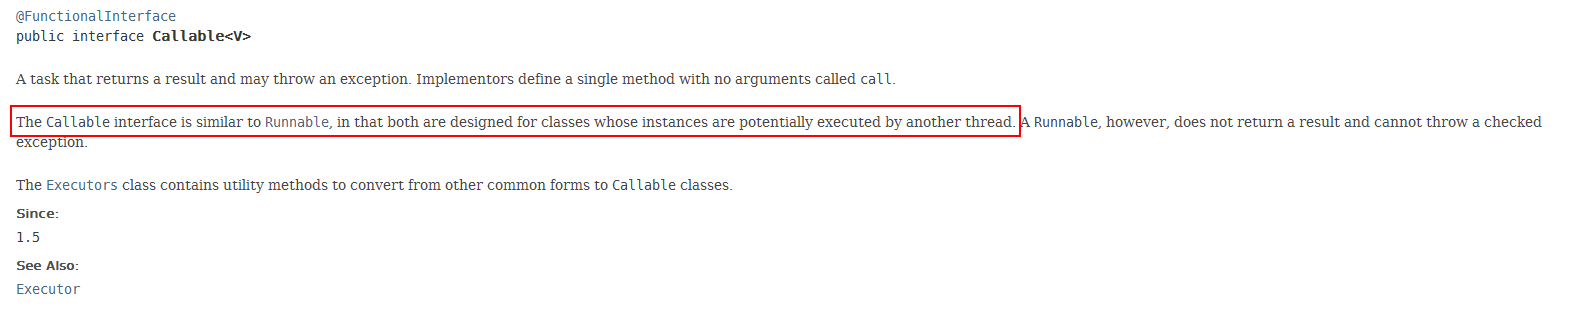 @FunctionalInterface
public interface Callable<V>
A task that returns a result and may throw an exception. Implementors define a single method with no arguments called call.
The Callable interface is similar to Runnable, in that both are designed for classes whose instances are potentially executed by another thread. A Runnable, however, does not return a result and cannot throw a checked
exception.
The Executors class contains utility methods to convert from other common forms to Callable classes.
Since:
1.5
See Also:
Executor